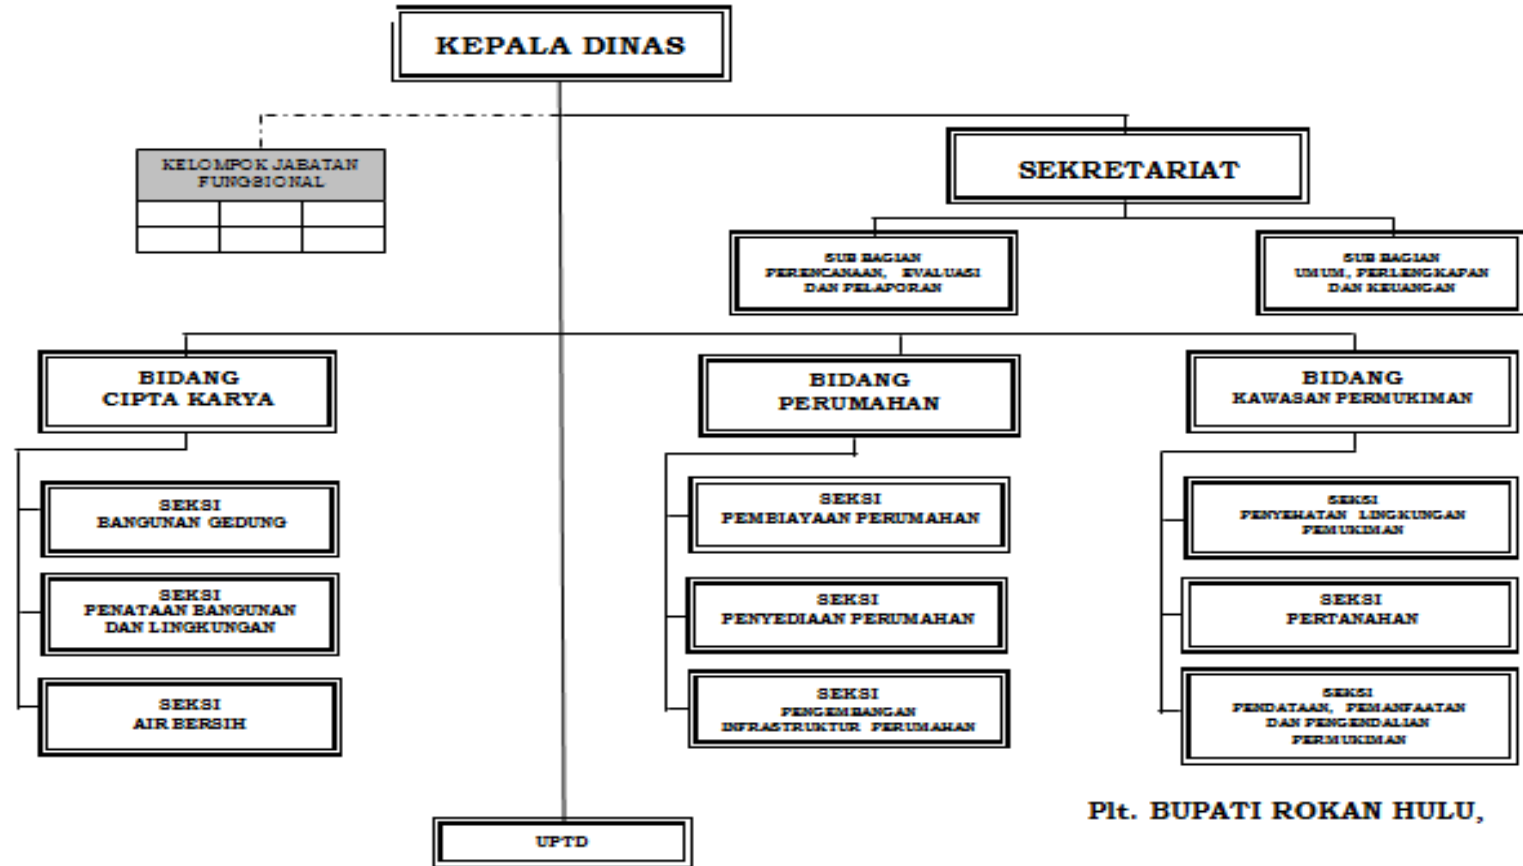 KEPALA DINAS
KELOMPOK JABATAN
FUNGSIONAL
SEKRETARIAT
SUB BAGIAN
PERENCANAAN, EVALUASI
DAN PELAPORAN
SUB BAGIAN
UMUM, PERLENGKAPAN
DAN KEUANGAN
BIDANG
CIPTA KARYA
BIDANG
PERUMAHAN
BIDANG
KAWASAN PERMUKIMAN
SEKSI
BANGUNAN GEDUNG
SEKSI
PEMBIAYAAN PERUMAHAN
SEKSI
PENYEHATAN LINGKUNGAN
PEMUKIMAN
SEKSI
PENATAAN BANGUNAN
DAN LINGKUNGAN
SEKSI
PENYEDIAAN PERUMAHAN
SEKSI
PERTANAHAN
SEKSI
AIR BERSIH
SEKSI
PENGEMBANGAN
INFRASTRUKTUR PERUMAHAN
SEKSI
PENDATAAN, PEMANFAATAN
DAN PENGENDALIAN
PERMUKIMAN
Plt. BUPATI ROKAN HULU,
UPTD